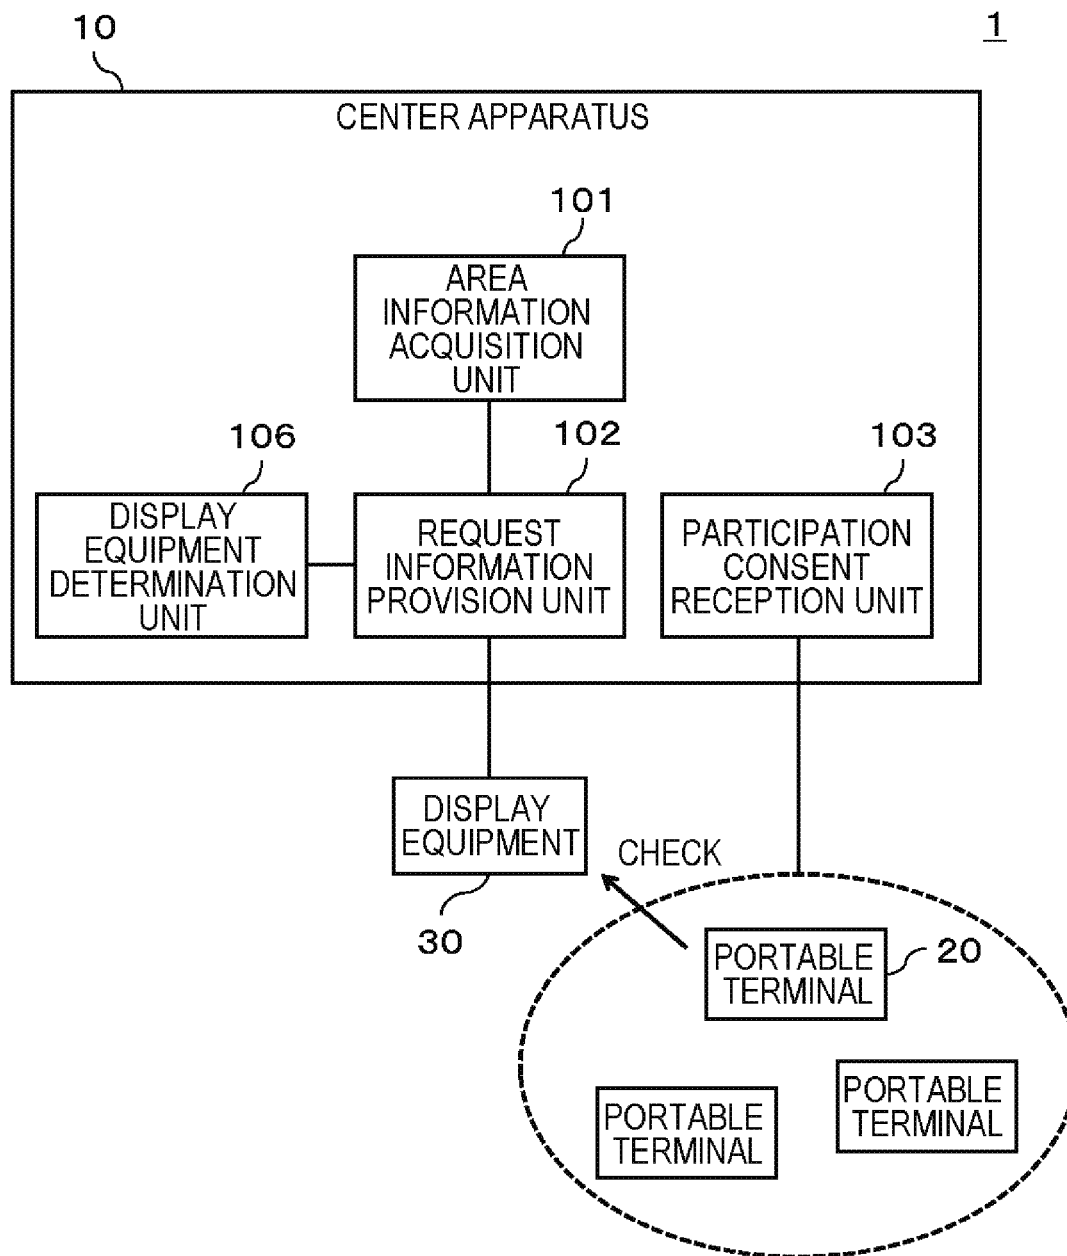 10
1
CENTER APPARATUS
101
AREA
INFORMATION
ACQUISITION
UNIT
106
102
103
DISPLAY
EQUIPMENT
DETERMINATION
UNIT
REQUEST
INFORMATION
PROVISION UNIT
PARTICIPATION
CONSENT
RECEPTION UNIT
DISPLAY
EQUIPMENT
CHECK
30
PORTABLE
TERMINAL
20
PORTABLE
TERMINAL
PORTABLE
TERMINAL